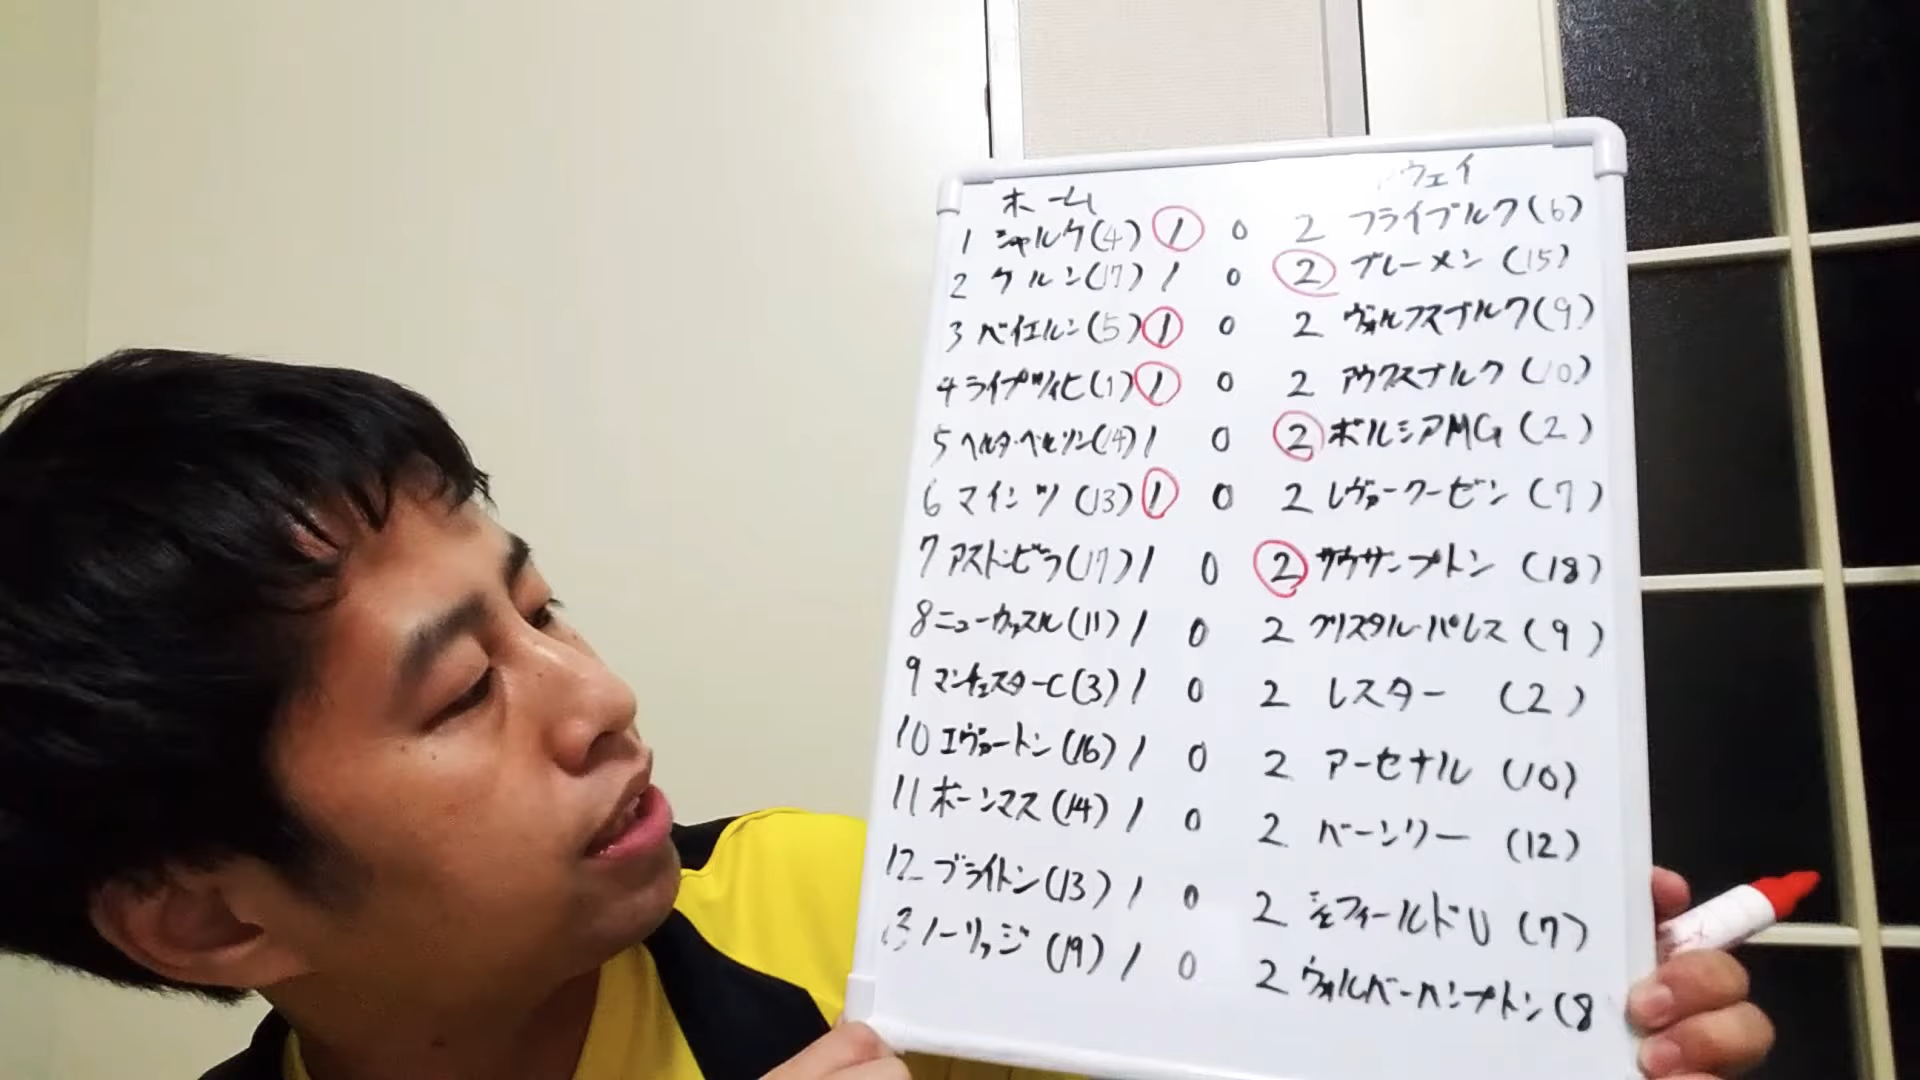 ホーム ウェイ
1 シャルケ(4) 1 0 2 フライブルク(6)
2 ケルン(17) 1 0 2 ブレーメン(15)
3 バイエルン(5) 1 0 2 ヴォルフスブルク(9)
4 ライプツィヒ(1) 1 0 2 アウクスブルク(10)
5 ヘルタ・ベルリン(14) 1 0 2 ボルシアMG(2)
6 マインツ(13) 1 0 2 レヴァークーゼン(7)
7 アストンビラ(17) 1 0 2 サウサンプトン(18)
8 ニューカッスル(11) 1 0 2 クリスタル・パレス(9)
9 マンチェスターC(3) 1 0 2 レスター(2)
10 エヴァートン(16) 1 0 2 アーセナル(10)
11 ボーンマス(14) 1 0 2 バーンリー(12)
12 ブライトン(13) 1 0 2 シェフィールドU(7)
13 ノーリッジ(19) 1 0 2 ウォルバーハンプトン(8